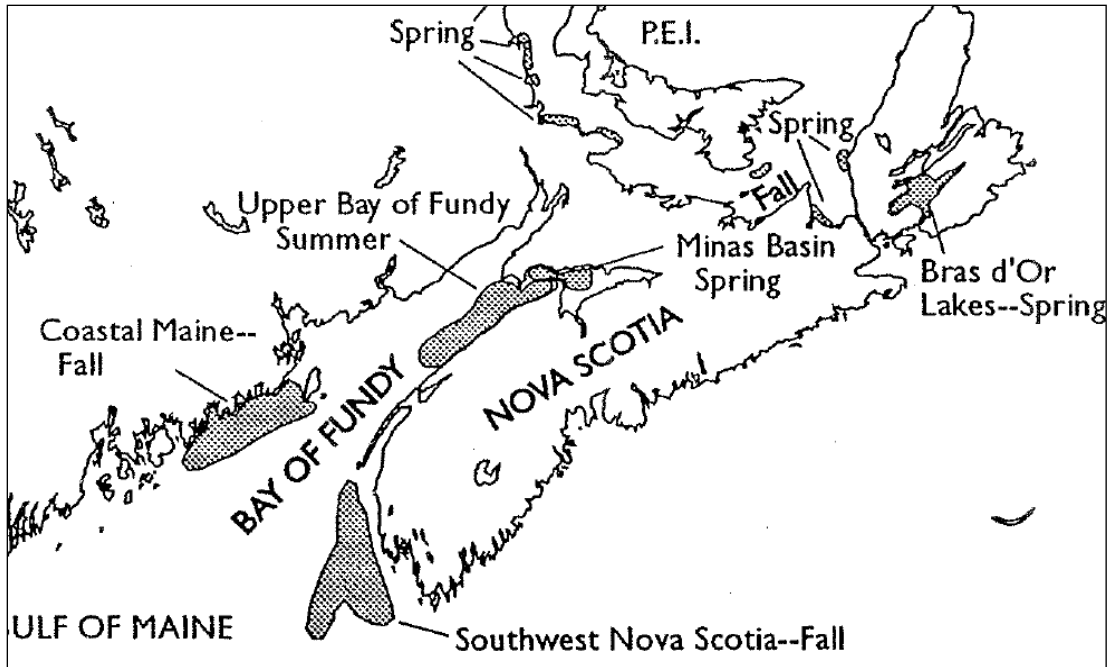 Spring
P.E.I.
Spring
Fall
Upper Bay of Fundy
Summer
Minas Basin
Spring
Bras d'Or
Lakes--Spring
Coastal Maine--
Fall
NOVA SCOTIA
BAY OF FUNDY
ULF OF MAINE
Southwest Nova Scotia--Fall